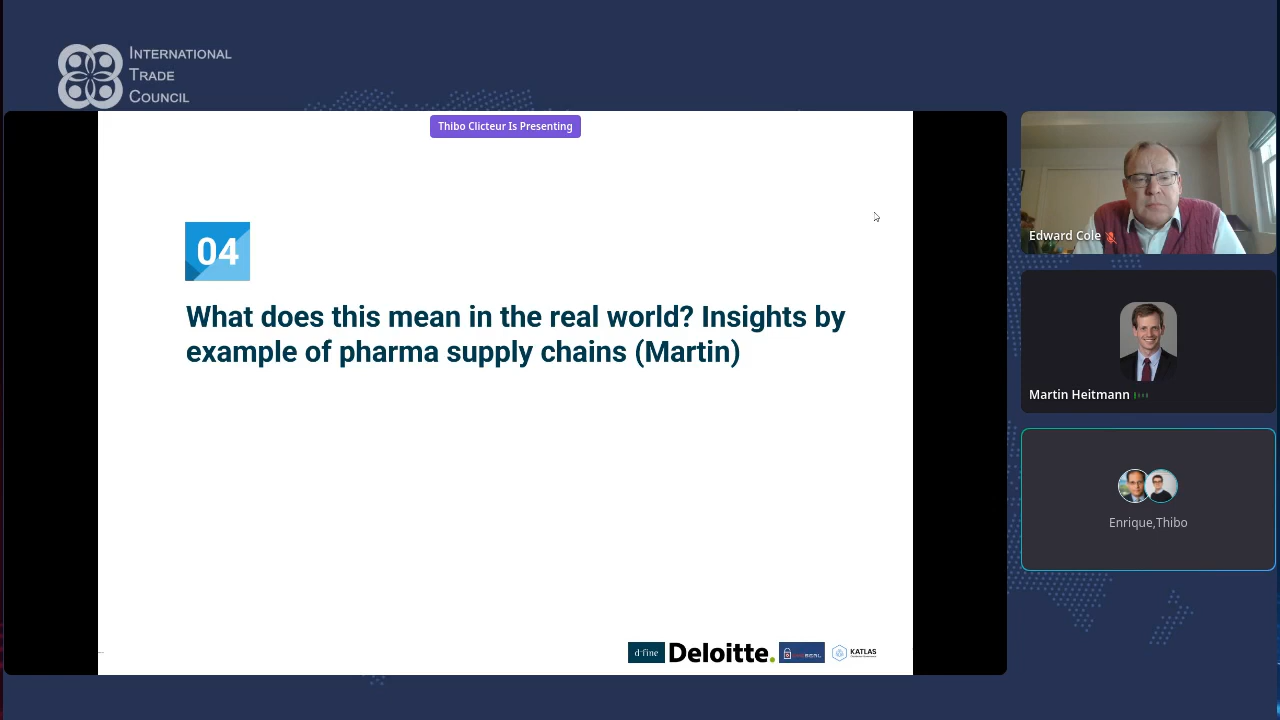 INTERNATIONAL
TRADE
COUNCIL
Thibo Clicteur Is Presenting
04
What does this mean in the real world? Insights by
example of pharma supply chains (Martin)
Edward Cole
Martin Heitmann
Enrique,Thibo
d-fine
Deloitte.
KATLAS